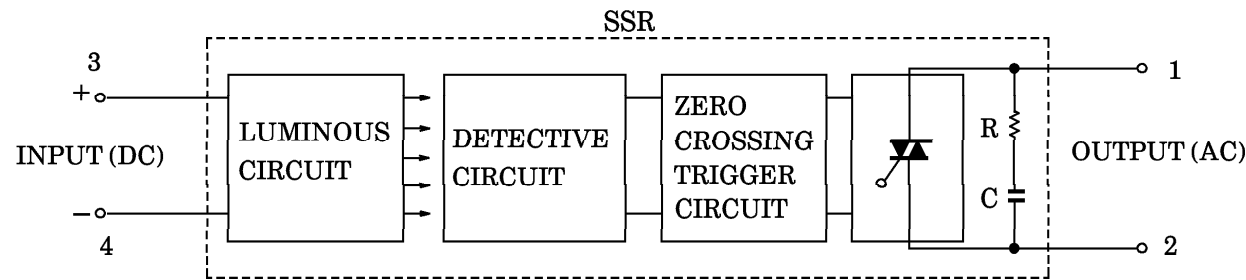 SSR
3
+
INPUT (DC)
−
4
LUMINOUS
CIRCUIT
DETECTIVE
CIRCUIT
ZERO
CROSSING
TRIGGER
CIRCUIT
R
C
1
OUTPUT (AC)
2